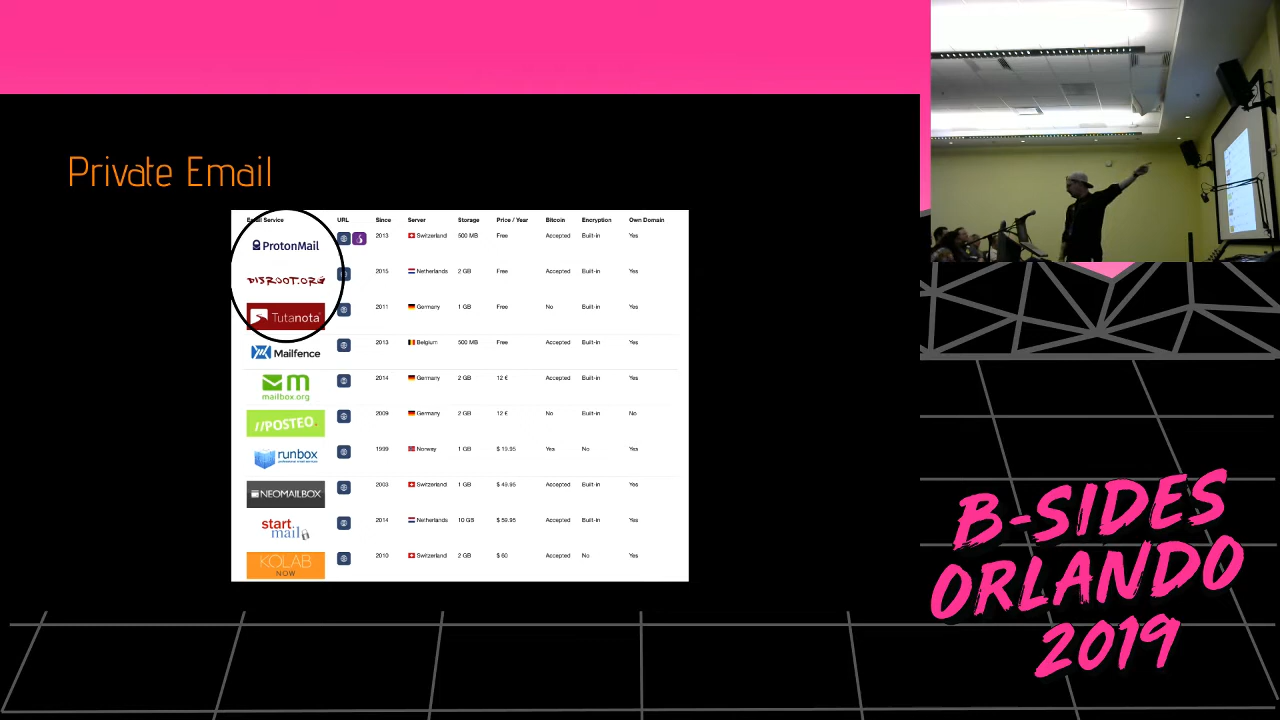 Private Email
Email Service URL Since Server Storage Price / Year Bitcoin Encryption Own Domain
ProtonMail 2013 Switzerland 500 MB Free Accepted Built-in Yes
DISROOT.ORG 2015 Netherlands 2 GB Free Accepted Built-in Yes
Tutanota 2011 Germany 1 GB Free No Built-in Yes
Mailfence 2013 Belgium 500 MB Free Accepted Built-in Yes
m mailbox.org 2014 Germany 2 GB 12 € Accepted Built-in Yes
//POSTEO. 2009 Germany 2 GB 12 € No Built-in No
runbox 1999 Norway 1 GB $ 19.95 Yes No Yes
NEOMAILBOX 2003 Switzerland 1 GB $ 49.95 Accepted Built-in Yes
start mail 2014 Netherlands 10 GB $ 59.95 Accepted Built-in Yes
KOLAB NOW 2010 Switzerland 2 GB $ 60 Accepted No Yes
B-SIDES
ORLANDO
2019